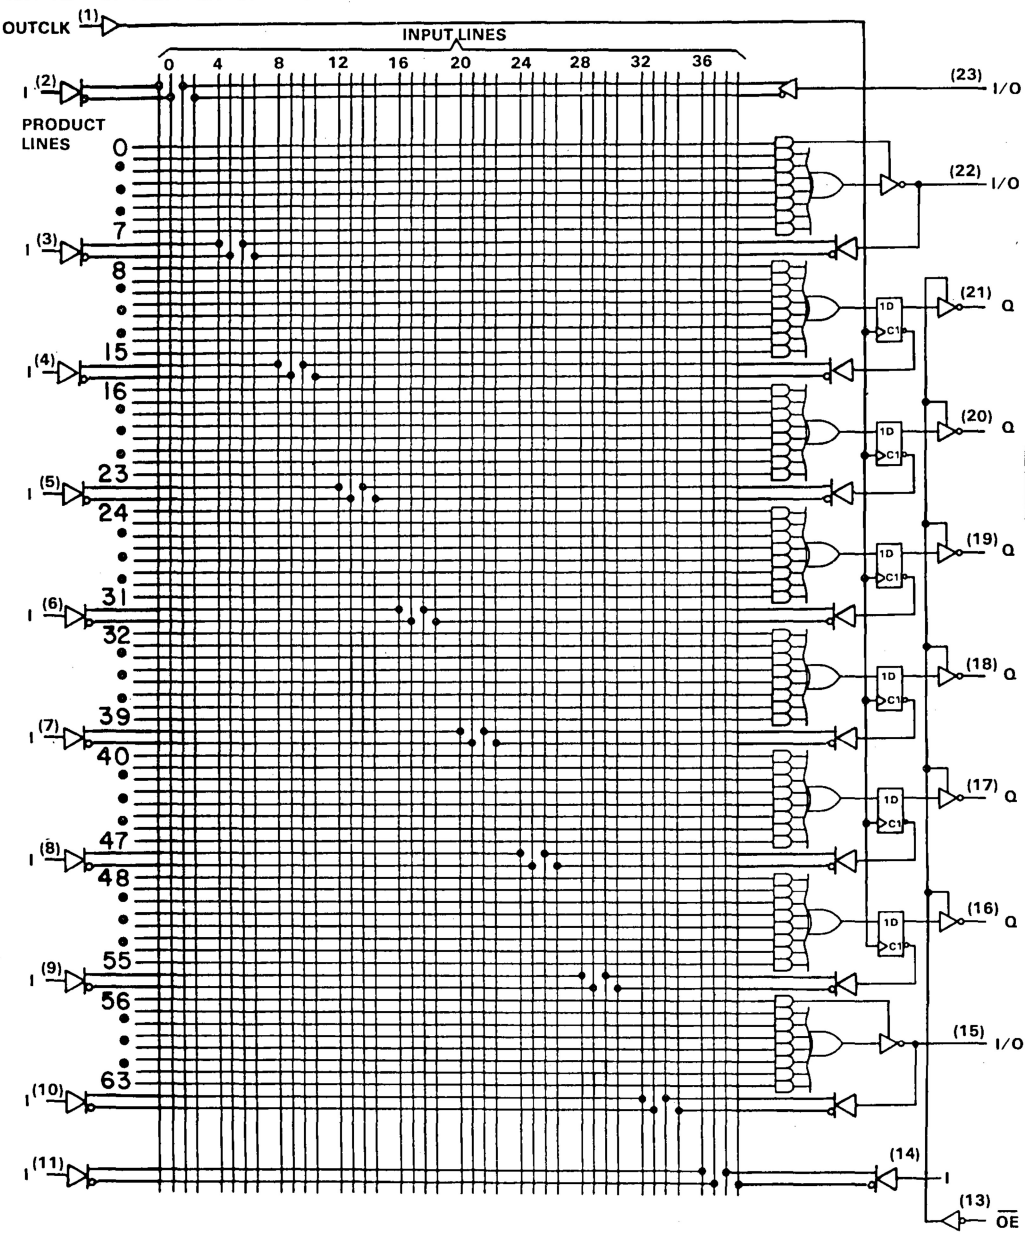 OUTCLK (1)
INPUT LINES
0 4 8 12 16 20 24 28 32 36
I (2)
(23) I/O
PRODUCT
LINES
0
(22) I/O
7
I (3)
8
(21) Q
1D
C1
15
I (4)
16
(20) Q
1D
C1
23
I (5)
24
(19) Q
1D
C1
31
I (6)
32
(18) Q
1D
C1
39
I (7)
40
(17) Q
1D
C1
47
I (8)
48
(16) Q
1D
C1
55
I (9)
56
(15) I/O
63
I (10)
I (11)
(14) I
(13) OE